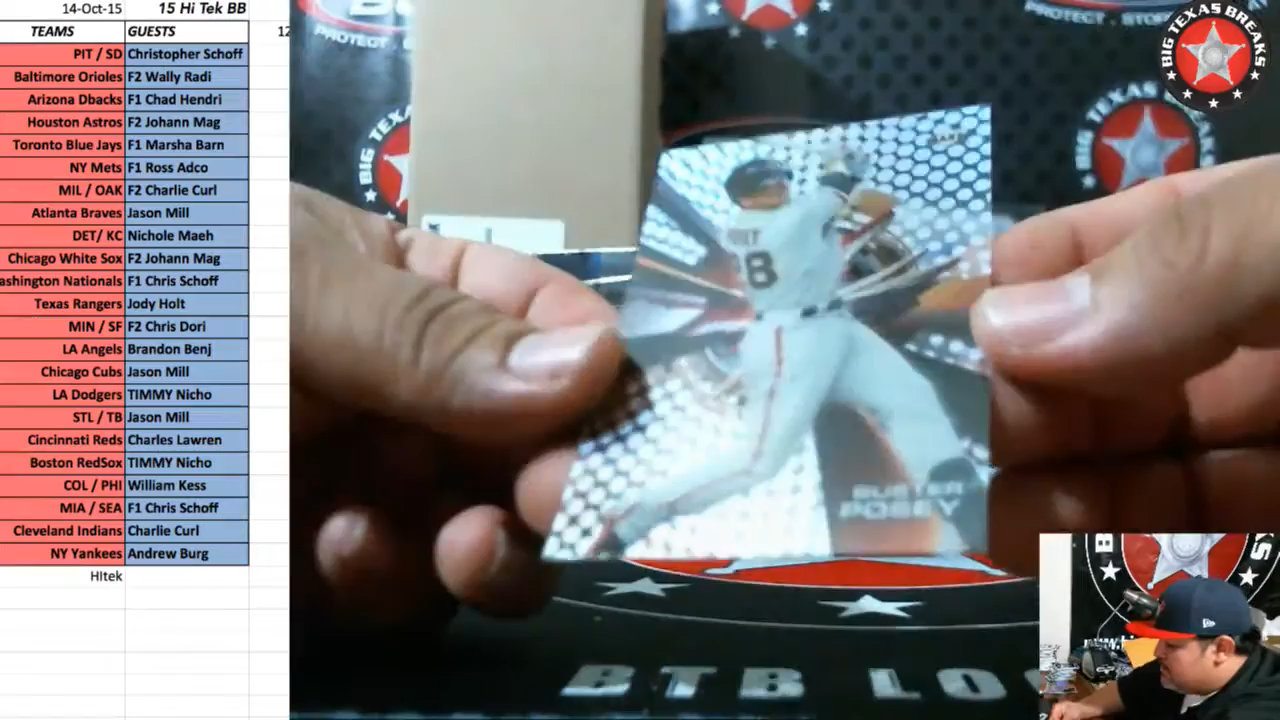 14-Oct-15 15 Hi Tek BB
TEAMS GUESTS 12
PIT / SD Christopher Schoff
Baltimore Orioles F2 Wally Radi
Arizona Dbacks F1 Chad Hendri
Houston Astros F2 Johann Mag
Toronto Blue Jays F1 Marsha Barn
NY Mets F1 Ross Adco
MIL / OAK F2 Charlie Curl
Atlanta Braves Jason Mill
DET/ KC Nichole Maeh
Chicago White Sox F2 Johann Mag
ashington Nationals F1 Chris Schoff
Texas Rangers Jody Holt
MIN / SF F2 Chris Dori
LA Angels Brandon Benj
Chicago Cubs Jason Mill
LA Dodgers TIMMY Nicho
STL / TB Jason Mill
Cincinnati Reds Charles Lawren
Boston RedSox TIMMY Nicho
COL / PHI William Kess
MIA / SEA F1 Chris Schoff
Cleveland Indians Charlie Curl
NY Yankees Andrew Burg
HItek
PROTECT
PROTECT
BIG TEXAS BREAKS
BIG TEXAS
BUSTER
POSEY
BTB LO